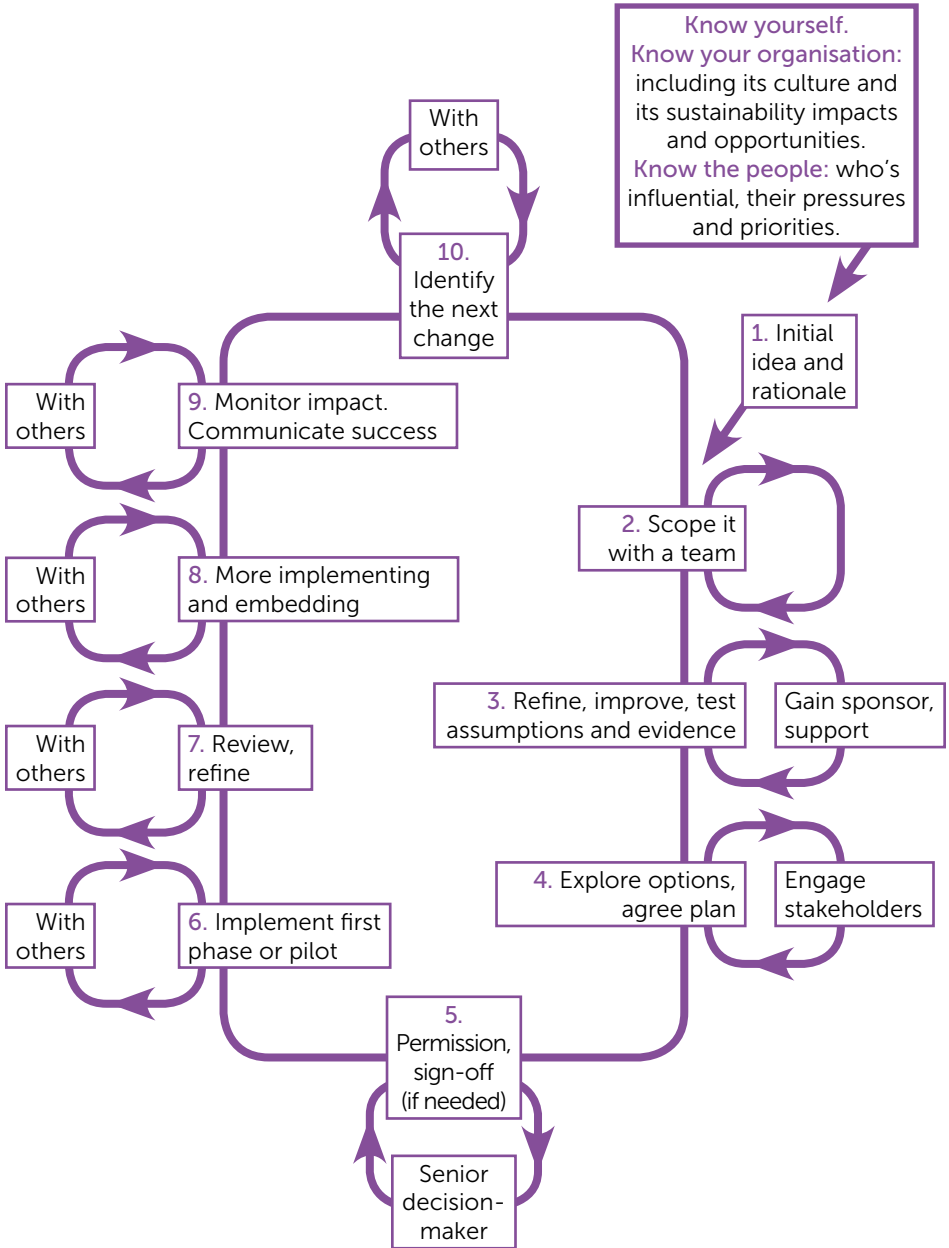 Know yourself.
Know your organisation:
including its culture and
its sustainability impacts
and opportunities.
Know the people: who's
influential, their pressures
and priorities.
1. Initial
idea and
rationale
2. Scope it
with a team
3. Refine, improve, test
assumptions and evidence
Gain sponsor,
support
4. Explore options,
agree plan
Engage
stakeholders
5.
Permission,
sign-off
(if needed)
Senior
decision-
maker
6. Implement first
phase or pilot
With
others
7. Review,
refine
With
others
8. More implementing
and embedding
With
others
9. Monitor impact.
Communicate success
With
others
10.
Identify
the next
change
With
others